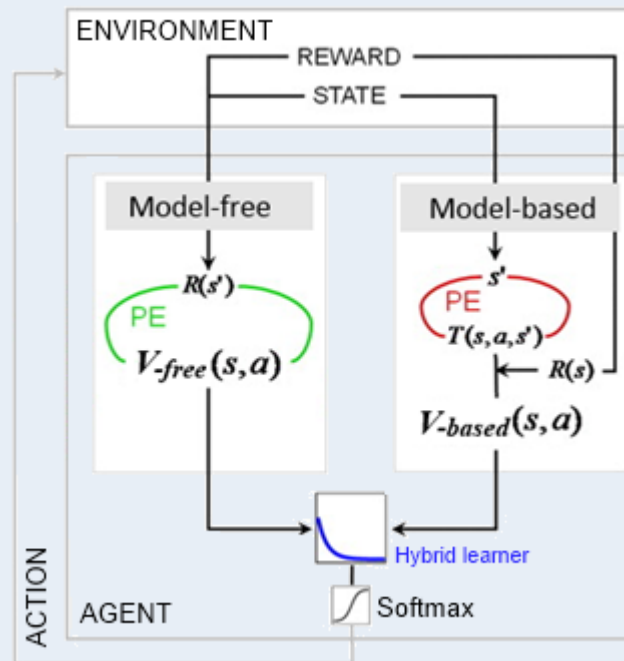 ENVIRONMENT
REWARD
STATE
Model-free
Model-based
R(s')
PE
V-free(s,a)
s'
PE
T(s,a,s')
R(s)
V-based(s,a)
Hybrid learner
Softmax
AGENT
ACTION